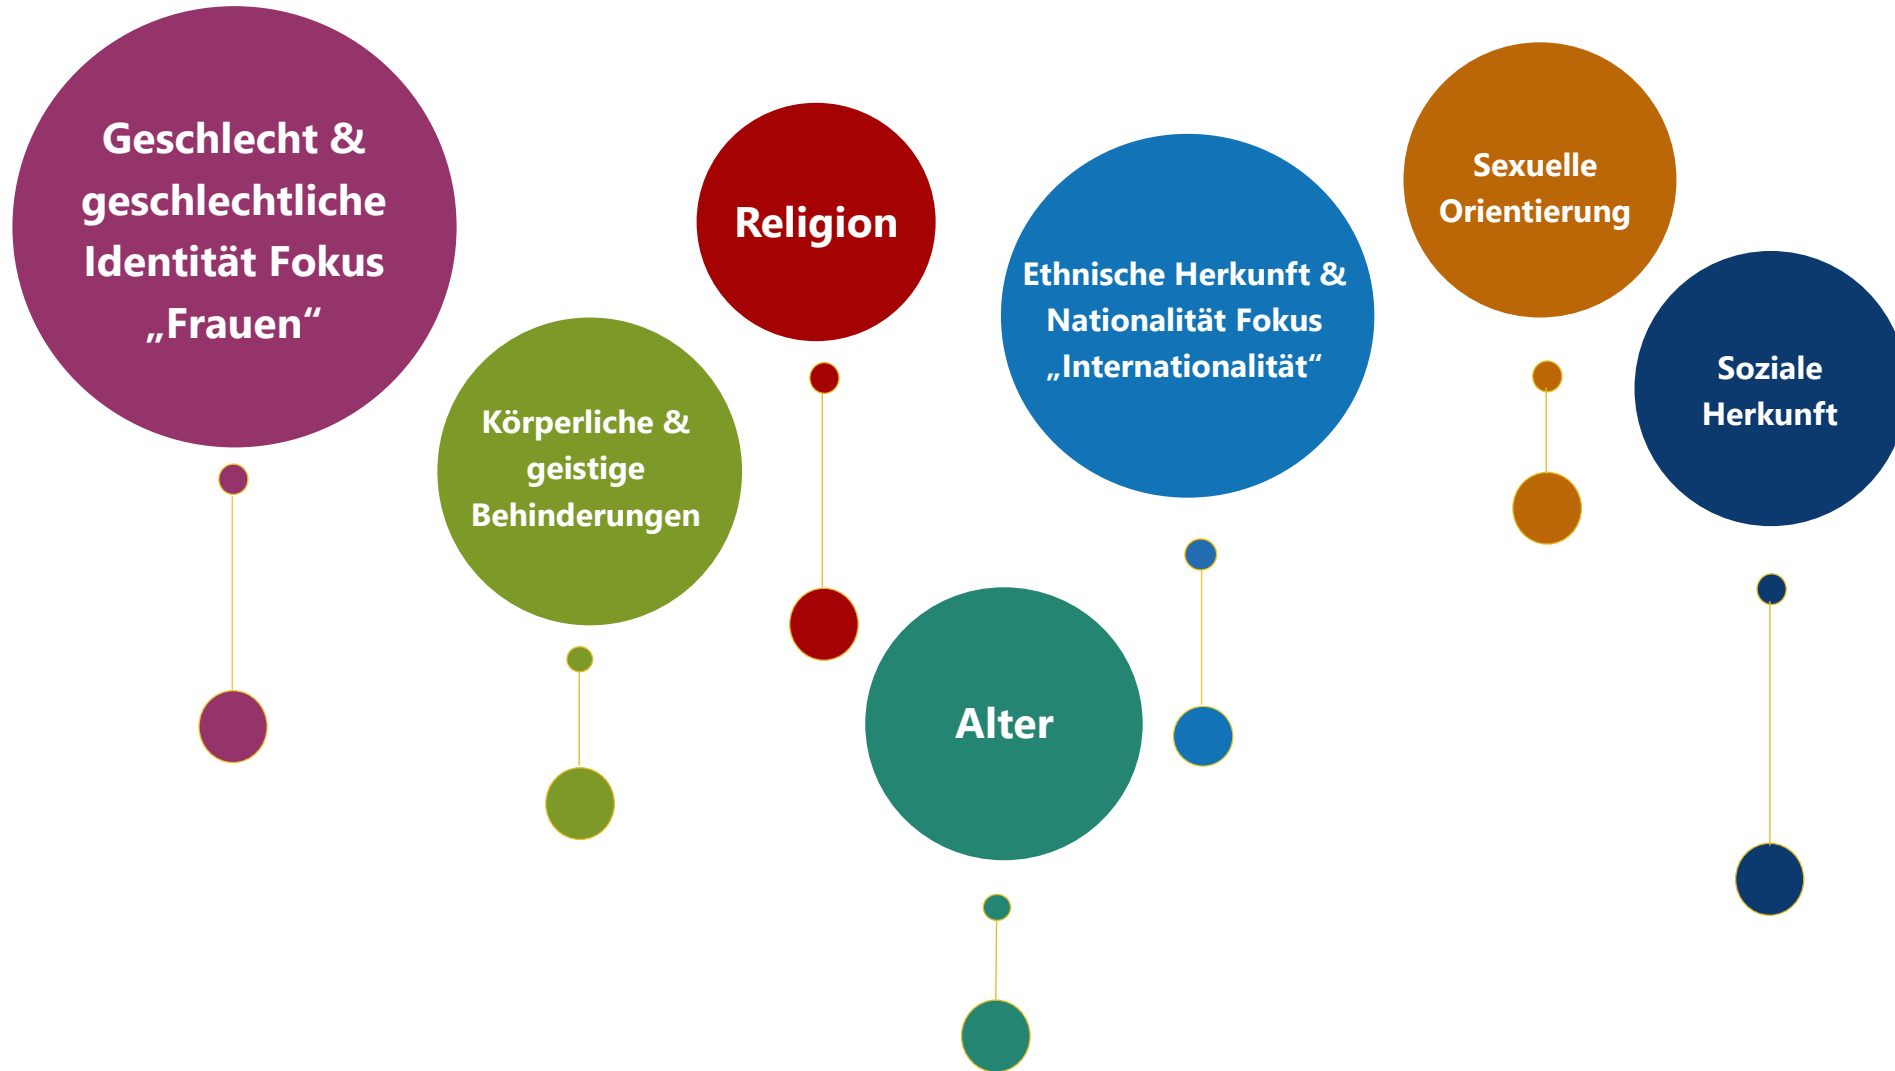 Geschlecht &
geschlechtliche
Identität Fokus
„Frauen“
Körperliche &
geistige
Behinderungen
Religion
Alter
Ethnische Herkunft &
Nationalität Fokus
„Internationalität“
Sexuelle
Orientierung
Soziale
Herkunft